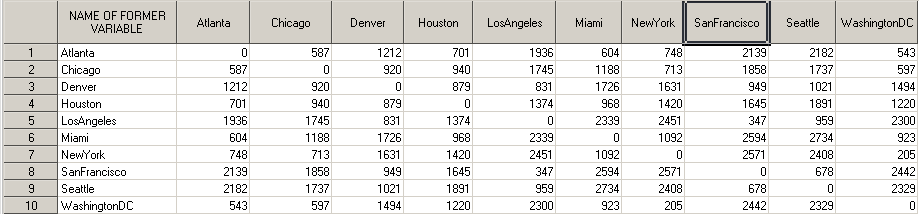 NAME OF FORMER VARIABLE Atlanta Chicago Denver Houston LosAngeles Miami NewYork SanFrancisco Seattle WashingtonDC
1 Atlanta 0 587 1212 701 1936 604 748 2139 2182 543
2 Chicago 587 0 920 940 1745 1188 713 1858 1737 597
3 Denver 1212 920 0 879 831 1726 1631 949 1021 1494
4 Houston 701 940 879 0 1374 968 1420 1645 1891 1220
5 LosAngeles 1936 1745 831 1374 0 2339 2451 347 959 2300
6 Miami 604 1188 1726 968 2339 0 1092 2594 2734 923
7 NewYork 748 713 1631 1420 2451 1092 0 2571 2408 205
8 SanFrancisco 2139 1858 949 1645 347 2594 2571 0 678 2442
9 Seattle 2182 1737 1021 1891 959 2734 2408 678 0 2329
10 WashingtonDC 543 597 1494 1220 2300 923 205 2442 2329 0